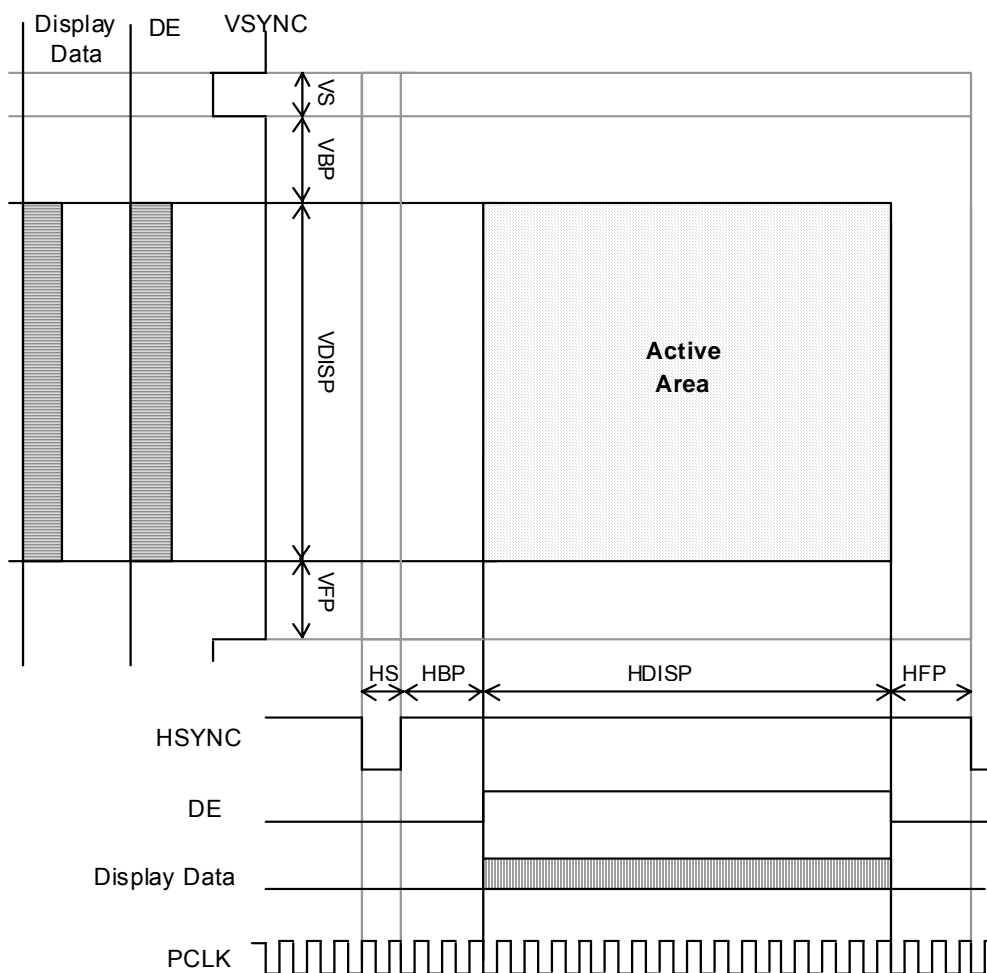 Display
Data
DE
VSYNC
VS
VBP
VDISP
VFP
Active
Area
HS
HBP
HDISP
HFP
HSYNC
DE
Display Data
PCLK